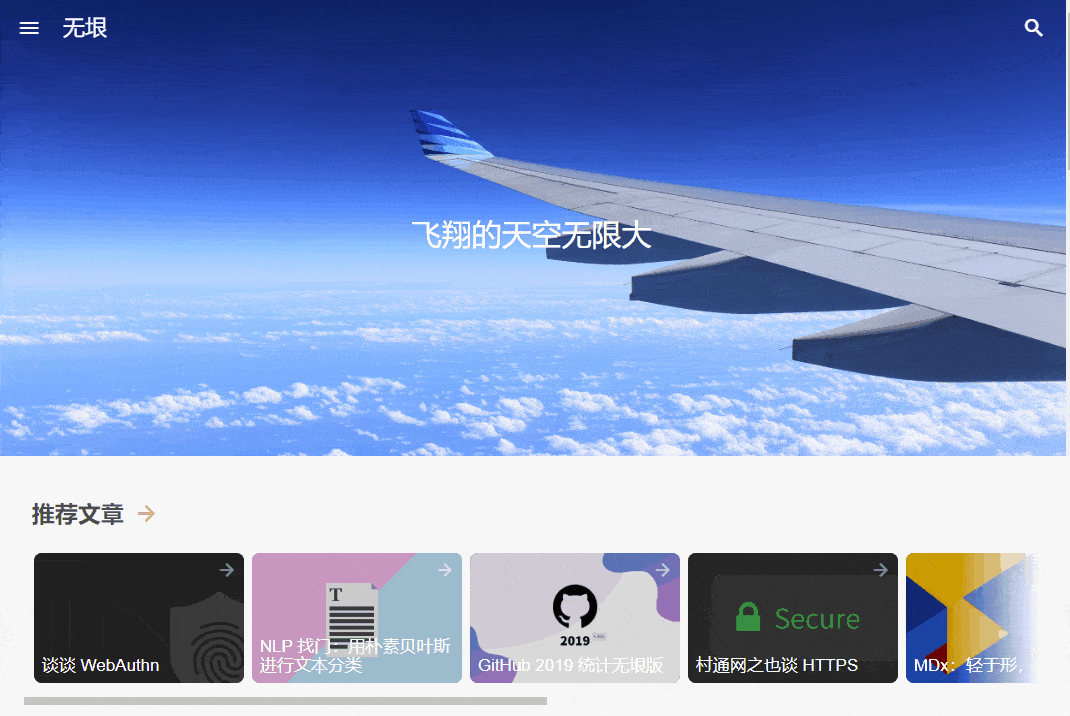 无垠
飞翔的天空无限大
推荐文章
谈谈 WebAuthn
T
NLP 找门：用朴素贝叶斯
进行文本分类
2019
GitHub 2019 统计无垠版
Secure
村通网之也谈 HTTPS
MDx：轻于形，